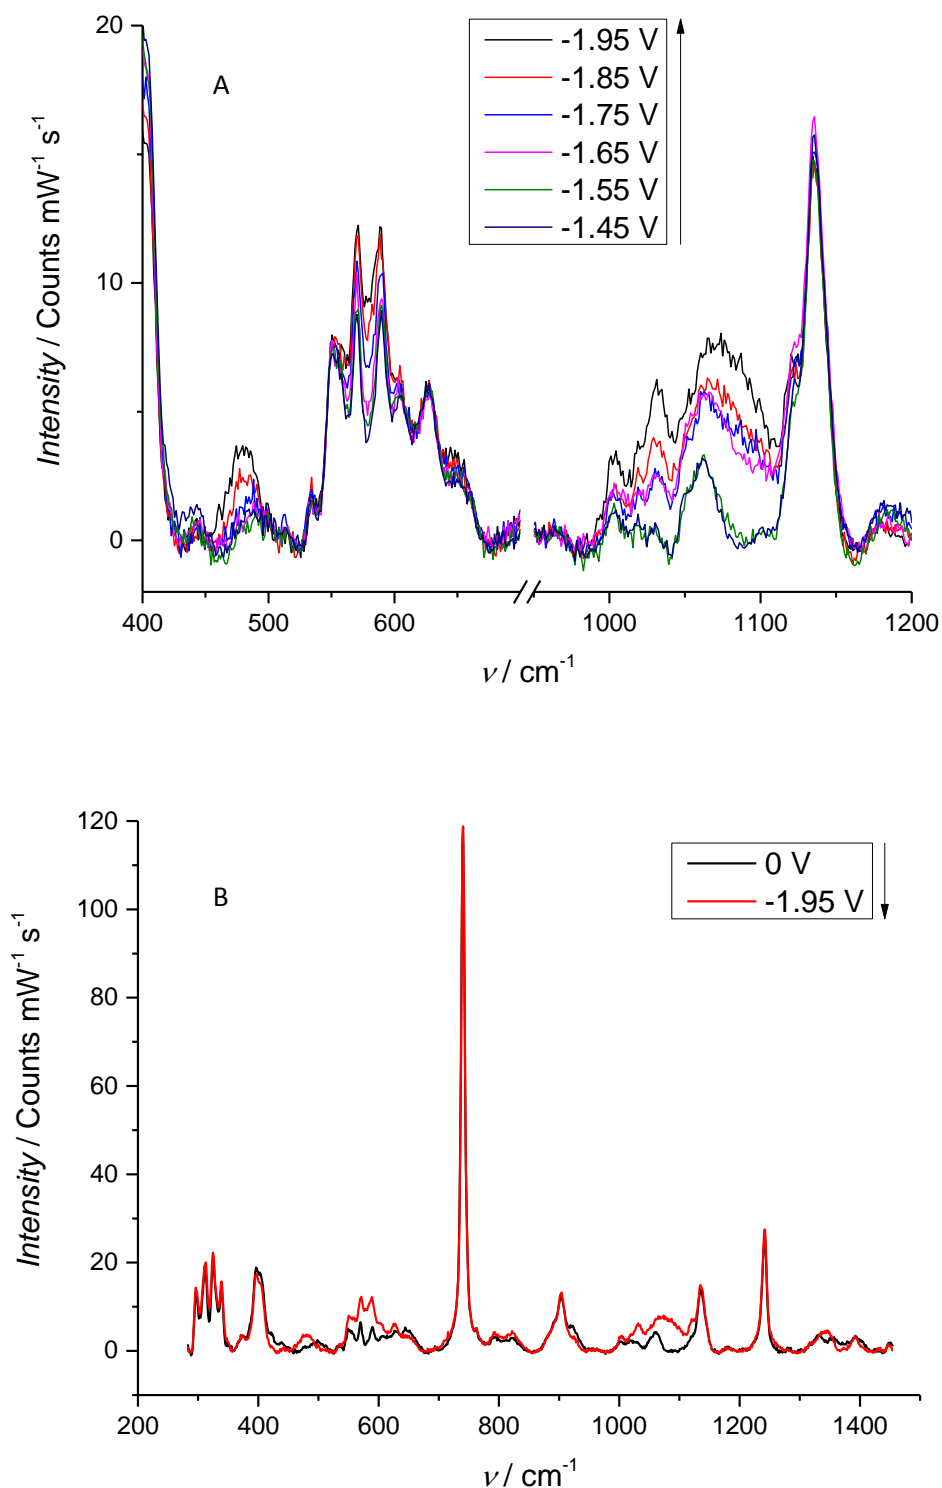 20
10
0
Intensity / Counts mW-1 s-1
A
-1.95 V
-1.85 V
-1.75 V
-1.65 V
-1.55 V
-1.45 V
400 500 600 1000 1100 1200
ν / cm-1
120
100
80
60
40
20
0
Intensity / Counts mW-1 s-1
B
0 V
-1.95 V
200 400 600 800 1000 1200 1400
ν / cm-1